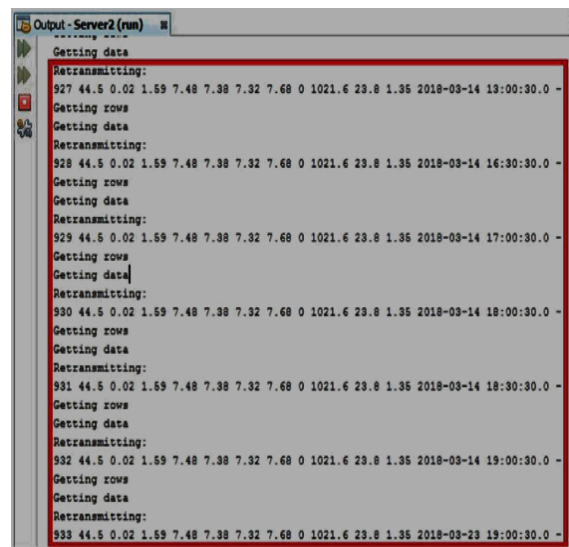 Output - Server2 (run)
Getting data
Retransmitting:
927 44.5 0.02 1.59 7.48 7.38 7.32 7.68 0 1021.6 23.8 1.35 2018-03-14 13:00:30.0 -
Getting rows
Getting data
Retransmitting:
928 44.5 0.02 1.59 7.48 7.38 7.32 7.68 0 1021.6 23.8 1.35 2018-03-14 16:30:30.0 -
Getting rows
Getting data
Retransmitting:
929 44.5 0.02 1.59 7.48 7.38 7.32 7.68 0 1021.6 23.8 1.35 2018-03-14 17:00:30.0 -
Getting rows
Getting data
Retransmitting:
930 44.5 0.02 1.59 7.48 7.38 7.32 7.68 0 1021.6 23.8 1.35 2018-03-14 18:00:30.0 -
Getting rows
Getting data
Retransmitting:
931 44.5 0.02 1.59 7.48 7.38 7.32 7.68 0 1021.6 23.8 1.35 2018-03-14 18:30:30.0 -
Getting rows
Getting data
Retransmitting:
932 44.5 0.02 1.59 7.48 7.38 7.32 7.68 0 1021.6 23.8 1.35 2018-03-14 19:00:30.0 -
Getting rows
Getting data
Retransmitting:
933 44.5 0.02 1.59 7.48 7.38 7.32 7.68 0 1021.6 23.8 1.35 2018-03-23 19:00:30.0 -